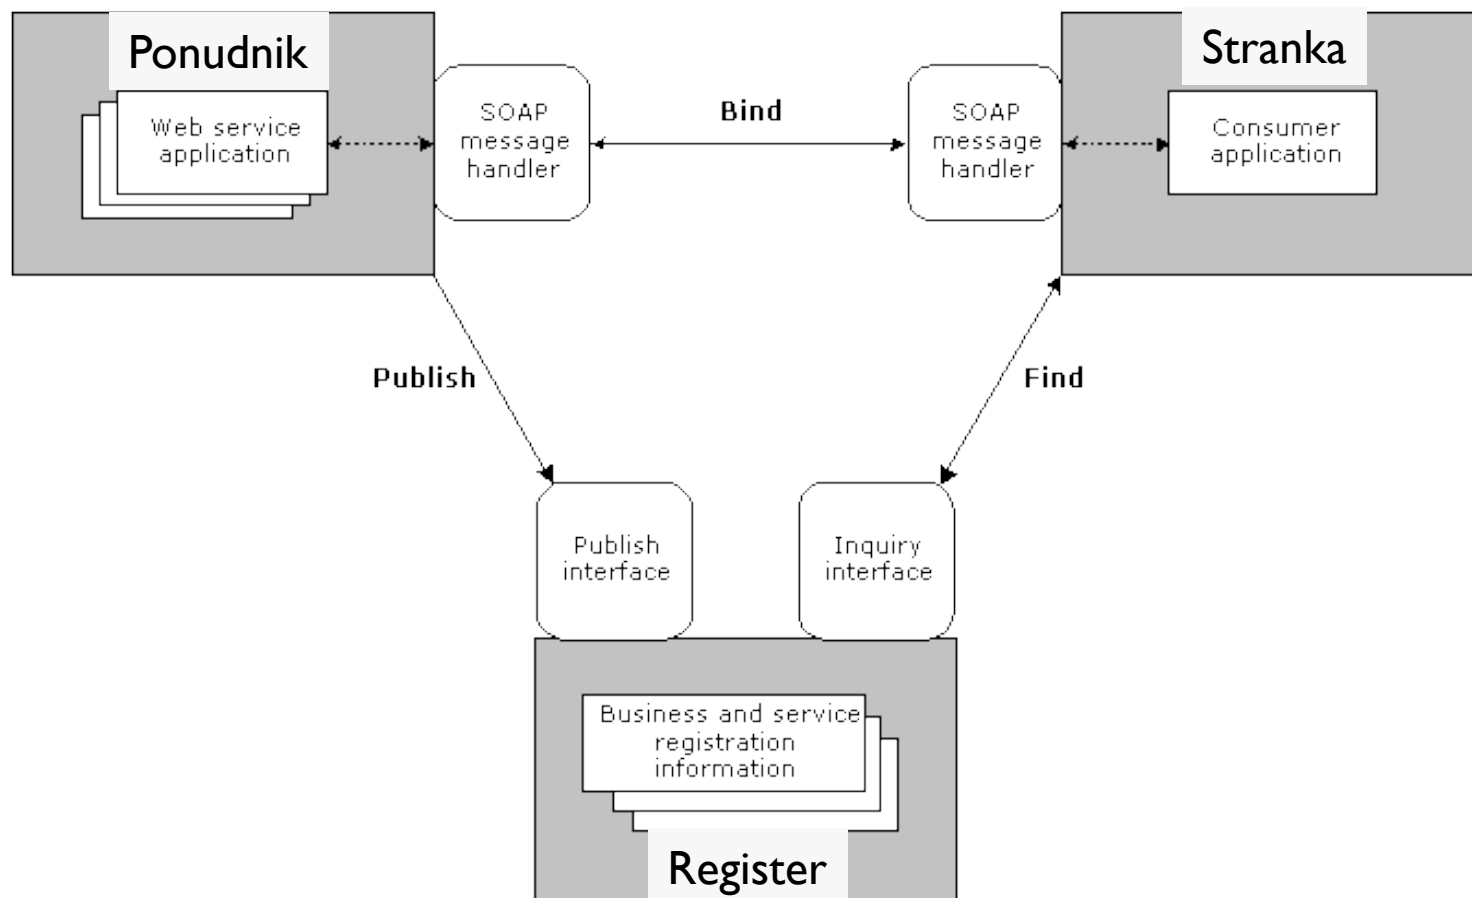 Ponudnik
Web service
application
SOAP
message
handler
Bind
SOAP
message
handler
Stranka
Consumer
application
Publish
Find
Publish
interface
Inquiry
interface
Business and service
registration
information
Register